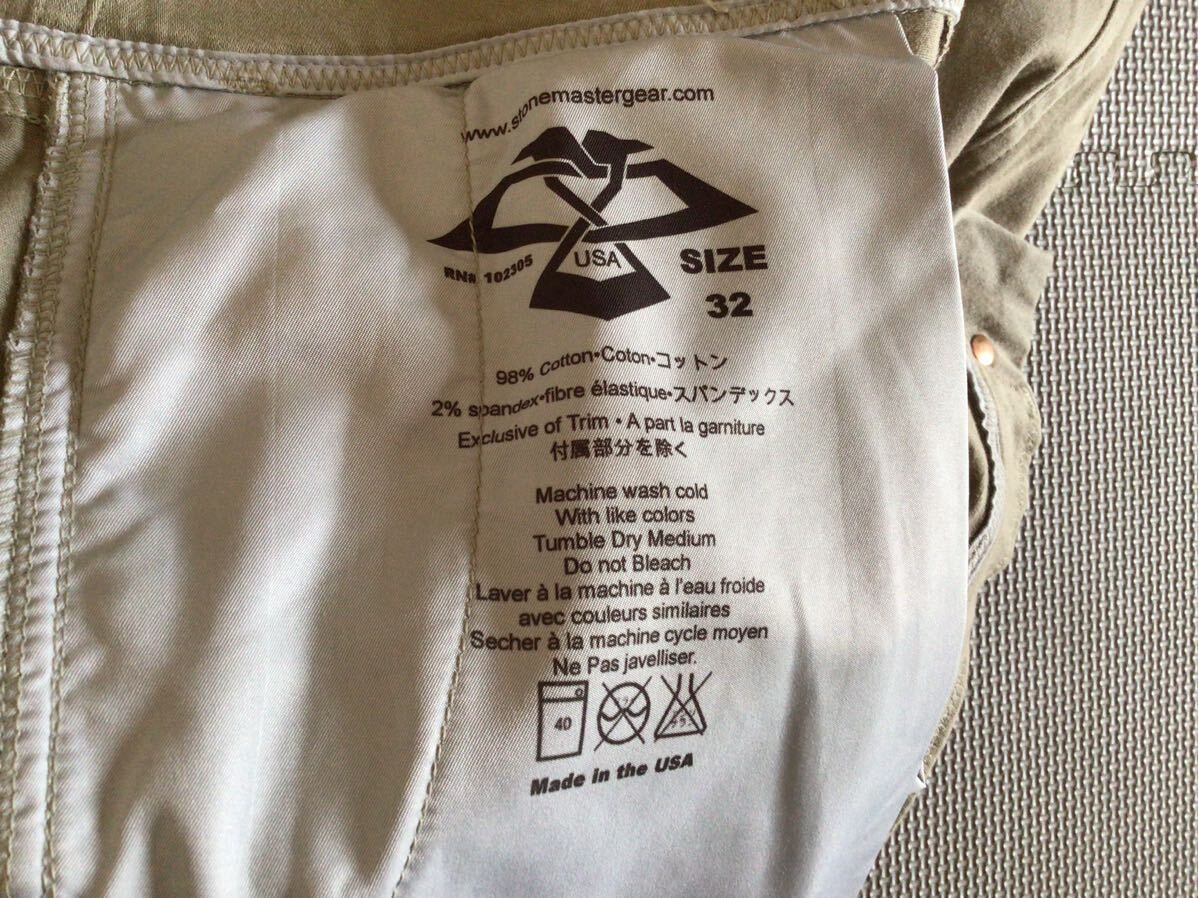 www.stonemastergear.com
RN# 102305
USA
SIZE
32
98% Cotton•Coton•コットン
2% spandex•fibre élastique•スパンデックス
Exclusive of Trim • A part la garniture
付属部分を除く
Machine wash cold
With like colors
Tumble Dry Medium
Do not Bleach
Laver à la machine à l'eau froide
avec couleurs similaires
Secher à la machine cycle moyen
Ne Pas javelliser.
40
Made in the USA